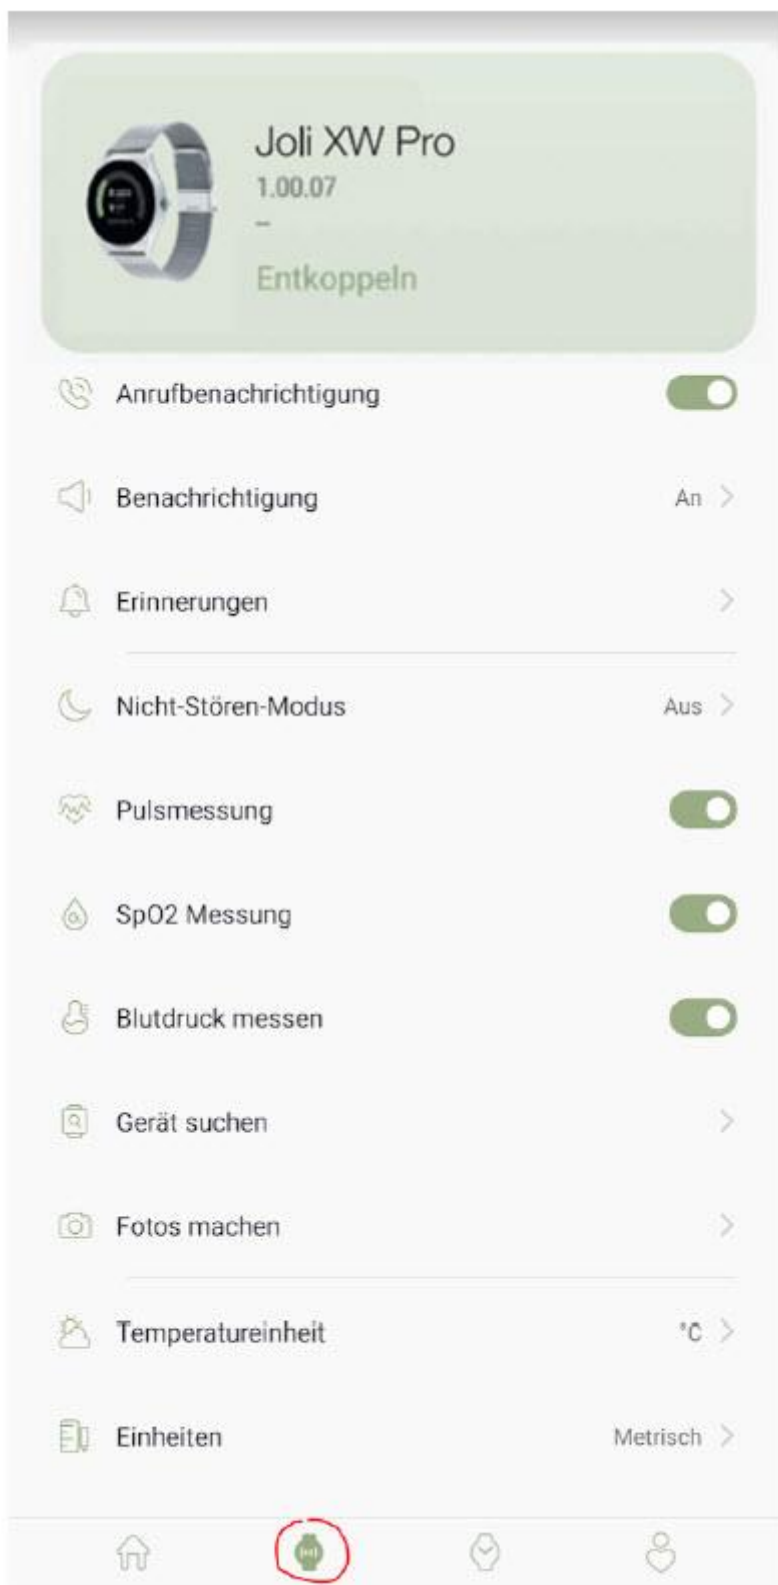 Joli XW Pro
1.00.07
–
Entkoppeln
Anrufbenachrichtigung
Benachrichtigung An
Erinnerungen
Nicht-Stören-Modus Aus
Pulsmessung
SpO2 Messung
Blutdruck messen
Gerät suchen
Fotos machen
Temperatureinheit °C
Einheiten Metrisch